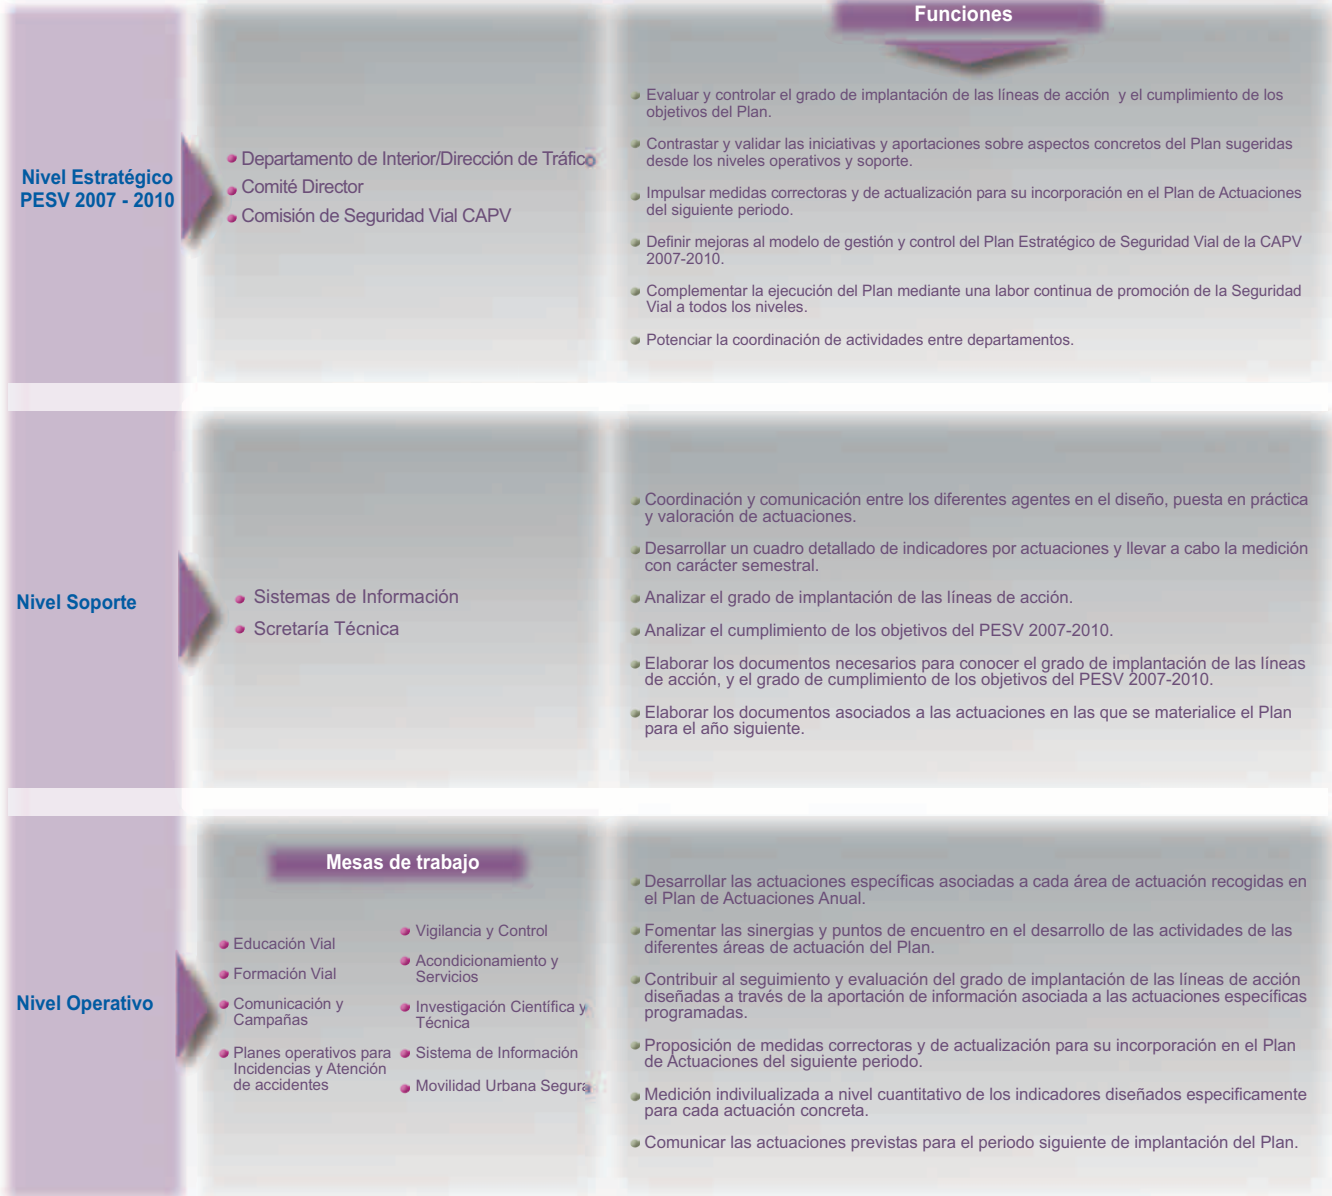 Funciones
Nivel Estratégico
PESV 2007 - 2010
Departamento de Interior/Dirección de Tráfico
Comité Director
Comisión de Seguridad Vial CAPV
Evaluar y controlar el grado de implantación de las líneas de acción y el cumplimiento de los
objetivos del Plan.
Contrastar y validar las iniciativas y aportaciones sobre aspectos concretos del Plan sugeridas
desde los niveles operativos y soporte.
Impulsar medidas correctoras y de actualización para su incorporación en el Plan de Actuaciones
del siguiente periodo.
Definir mejoras al modelo de gestión y control del Plan Estratégico de Seguridad Vial de la CAPV
2007-2010.
Complementar la ejecución del Plan mediante una labor continua de promoción de la Seguridad
Vial a todos los niveles.
Potenciar la coordinación de actividades entre departamentos.
Nivel Soporte
Sistemas de Información
Scretaría Técnica
Coordinación y comunicación entre los diferentes agentes en el diseño, puesta en práctica
y valoración de actuaciones.
Desarrollar un cuadro detallado de indicadores por actuaciones y llevar a cabo la medición
con carácter semestral.
Analizar el grado de implantación de las líneas de acción.
Analizar el cumplimiento de los objetivos del PESV 2007-2010.
Elaborar los documentos necesarios para conocer el grado de implantación de las líneas
de acción, y el grado de cumplimiento de los objetivos del PESV 2007-2010.
Elaborar los documentos asociados a las actuaciones en las que se materialice el Plan
para el año siguiente.
Nivel Operativo
Mesas de trabajo
Educación Vial
Formación Vial
Comunicación y
Campañas
Planes operativos para
Incidencias y Atención
de accidentes
Vigilancia y Control
Acondicionamiento y
Servicios
Investigación Científica y
Técnica
Sistema de Información
Movilidad Urbana Segura
Desarrollar las actuaciones específicas asociadas a cada área de actuación recogidas en
el Plan de Actuaciones Anual.
Fomentar las sinergias y puntos de encuentro en el desarrollo de las actividades de las
diferentes áreas de actuación del Plan.
Contribuir al seguimiento y evaluación del grado de implantación de las líneas de acción
diseñadas a través de la aportación de información asociada a las actuaciones específicas
programadas.
Proposición de medidas correctoras y de actualización para su incorporación en el Plan
de Actuaciones del siguiente periodo.
Medición indivilualizada a nivel cuantitativo de los indicadores diseñados especificamente
para cada actuación concreta.
Comunicar las actuaciones previstas para el periodo siguiente de implantación del Plan.